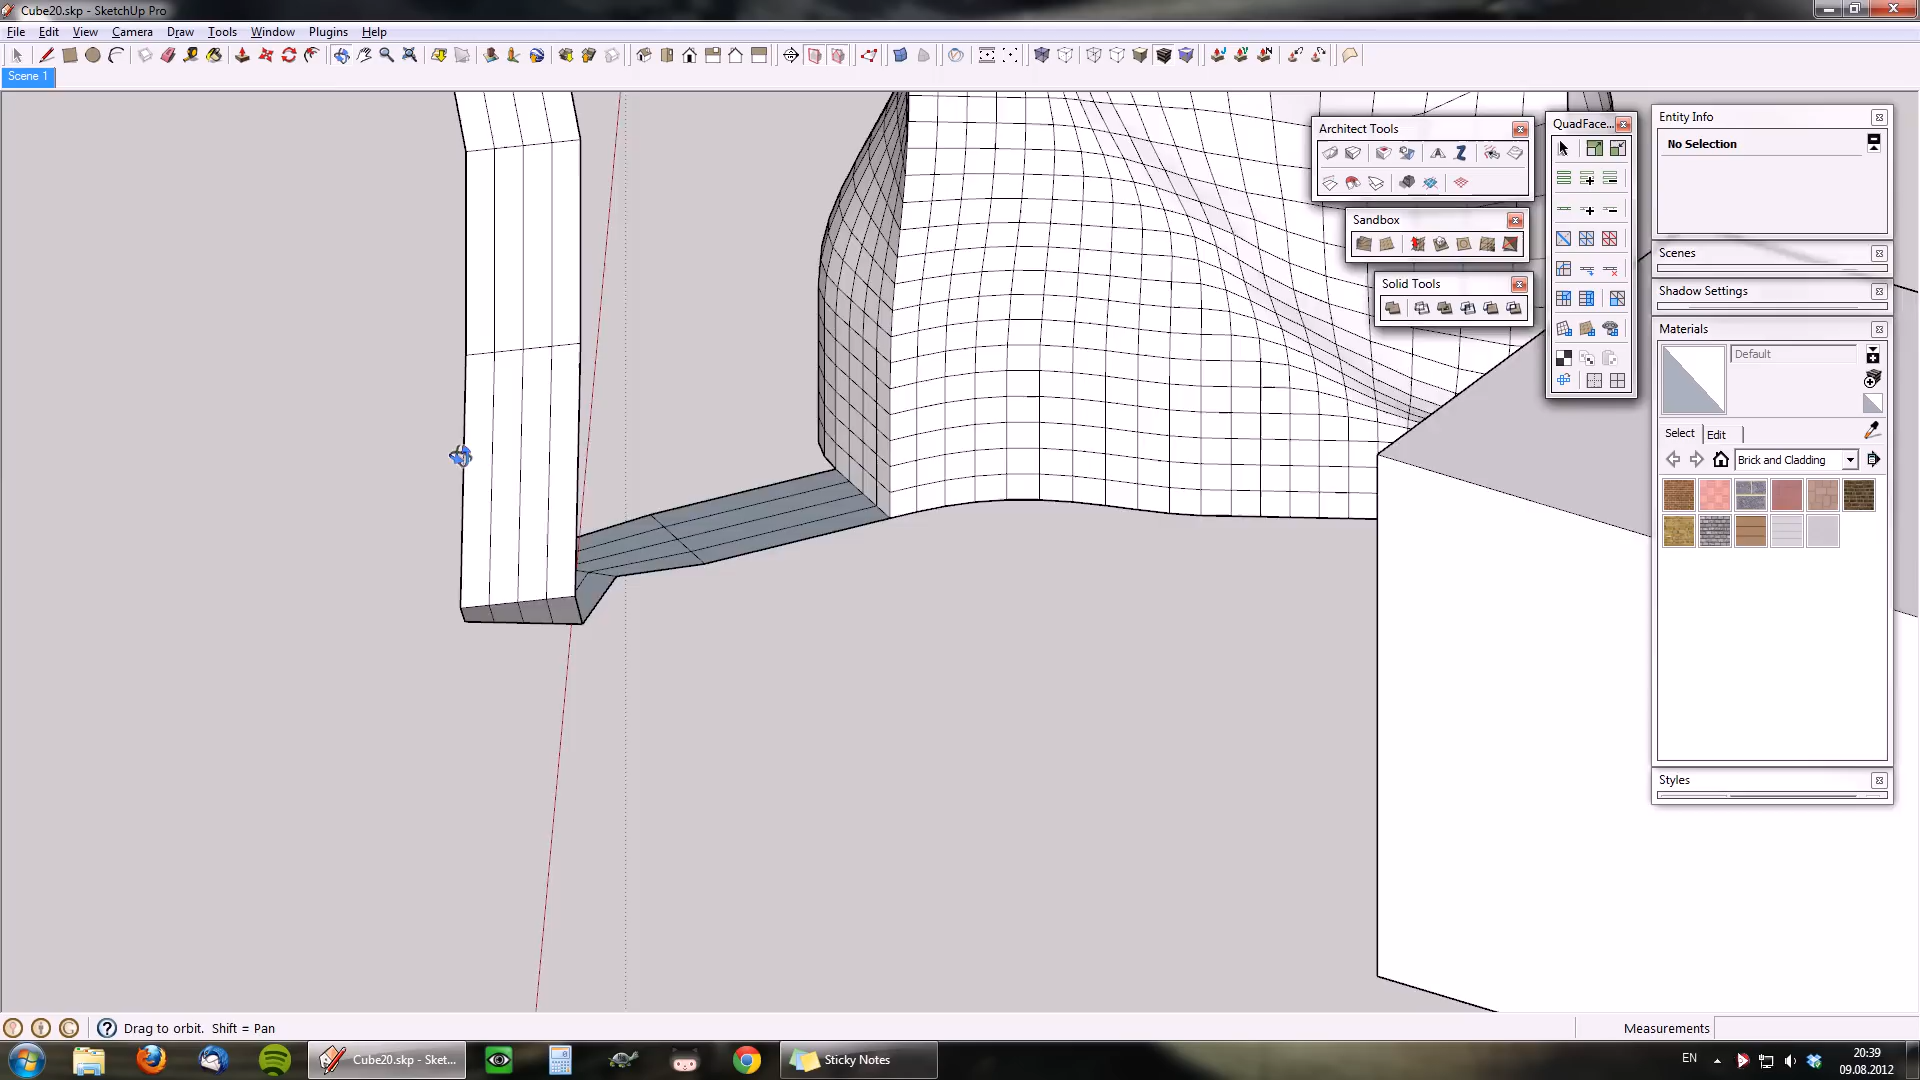 Cube20.skp - SketchUp Pro
File Edit View Camera Draw Tools Window Plugins Help
Scene 1
Architect Tools
QuadFace...
Entity Info
No Selection
Sandbox
Solid Tools
Scenes
Shadow Settings
Materials
Default
Select Edit
Brick and Cladding
Styles
Drag to orbit. Shift = Pan
Measurements
Cube20.skp - Sket...
Sticky Notes
EN
20:39
09.08.2012